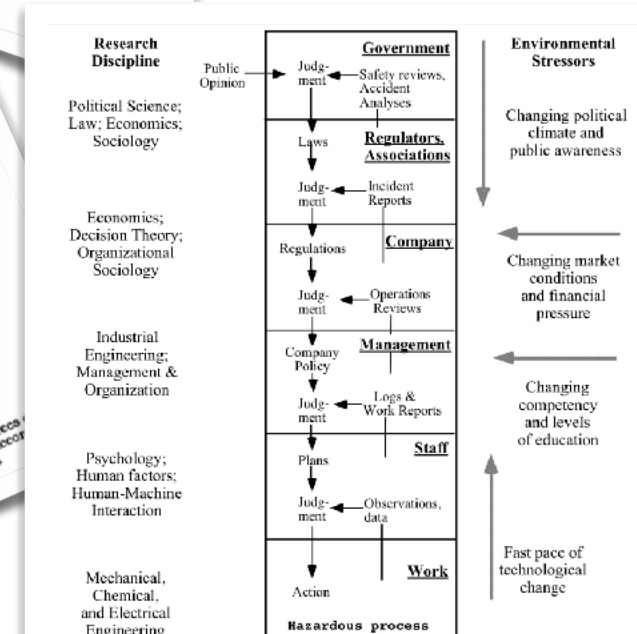 Research
Discipline
Political Science;
Law; Economics;
Sociology
Economics;
Decision Theory;
Organizational
Sociology
Industrial
Engineering;
Management &
Organization
Psychology;
Human factors;
Human-Machine
Interaction
Mechanical,
Chemical,
and Electrical
Engineering
Public
Opinion
Government
Judg-
ment
Safety reviews,
Accident
Analyses
Laws
Regulators,
Associations
Judg-
ment
Incident
Reports
Company
Regulations
Judg-
ment
Operations
Reviews
Management
Company
Policy
Judg-
ment
Logs &
Work Reports
Staff
Plans
Judg-
ment
Observations,
data
Work
Action
Hazardous process
Environmental
Stressors
Changing political
climate and
public awareness
Changing market
conditions
and financial
pressure
Changing
competency
and levels
of education
Fast pace of
technological
change